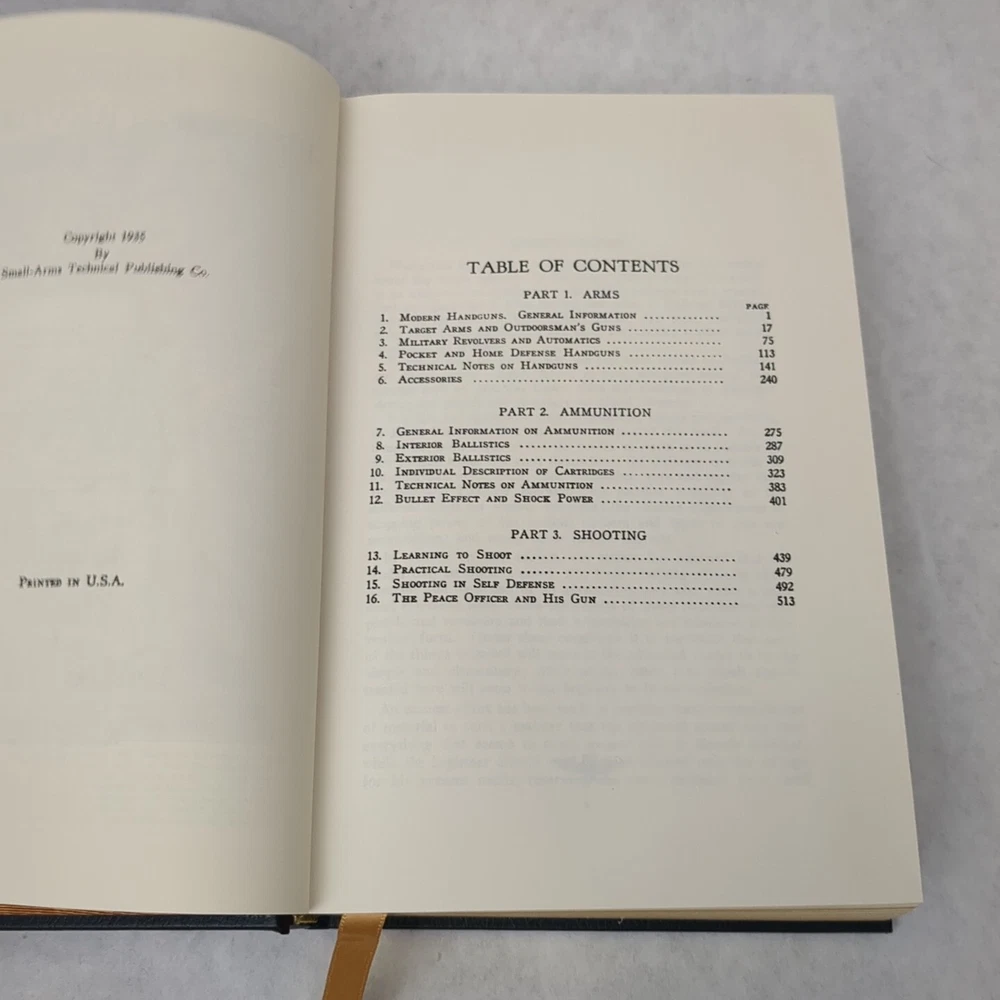 Copyright 1935
By
Small-Arms Technical Publishing Co.
PRINTED IN U.S.A.
TABLE OF CONTENTS
PART 1. ARMS
PAGE
1. MODERN HANDGUNS. GENERAL INFORMATION .............. 1
2. TARGET ARMS AND OUTDOORSMAN'S GUNS ................. 17
3. MILITARY REVOLVERS AND AUTOMATICS ..................... 75
4. POCKET AND HOME DEFENSE HANDGUNS ................. 113
5. TECHNICAL NOTES ON HANDGUNS ......................... 141
6. ACCESSORIES ............................................. 240
PART 2. AMMUNITION
7. GENERAL INFORMATION ON AMMUNITION ................... 275
8. INTERIOR BALLISTICS ..................................... 287
9. EXTERIOR BALLISTICS ..................................... 309
10. INDIVIDUAL DESCRIPTION OF CARTRIDGES ................... 323
11. TECHNICAL NOTES ON AMMUNITION ....................... 383
12. BULLET EFFECT AND SHOCK POWER ....................... 401
PART 3. SHOOTING
13. LEARNING TO SHOOT ..................................... 439
14. PRACTICAL SHOOTING ..................................... 479
15. SHOOTING IN SELF DEFENSE ............................. 492
16. THE PEACE OFFICER AND HIS GUN ....................... 513